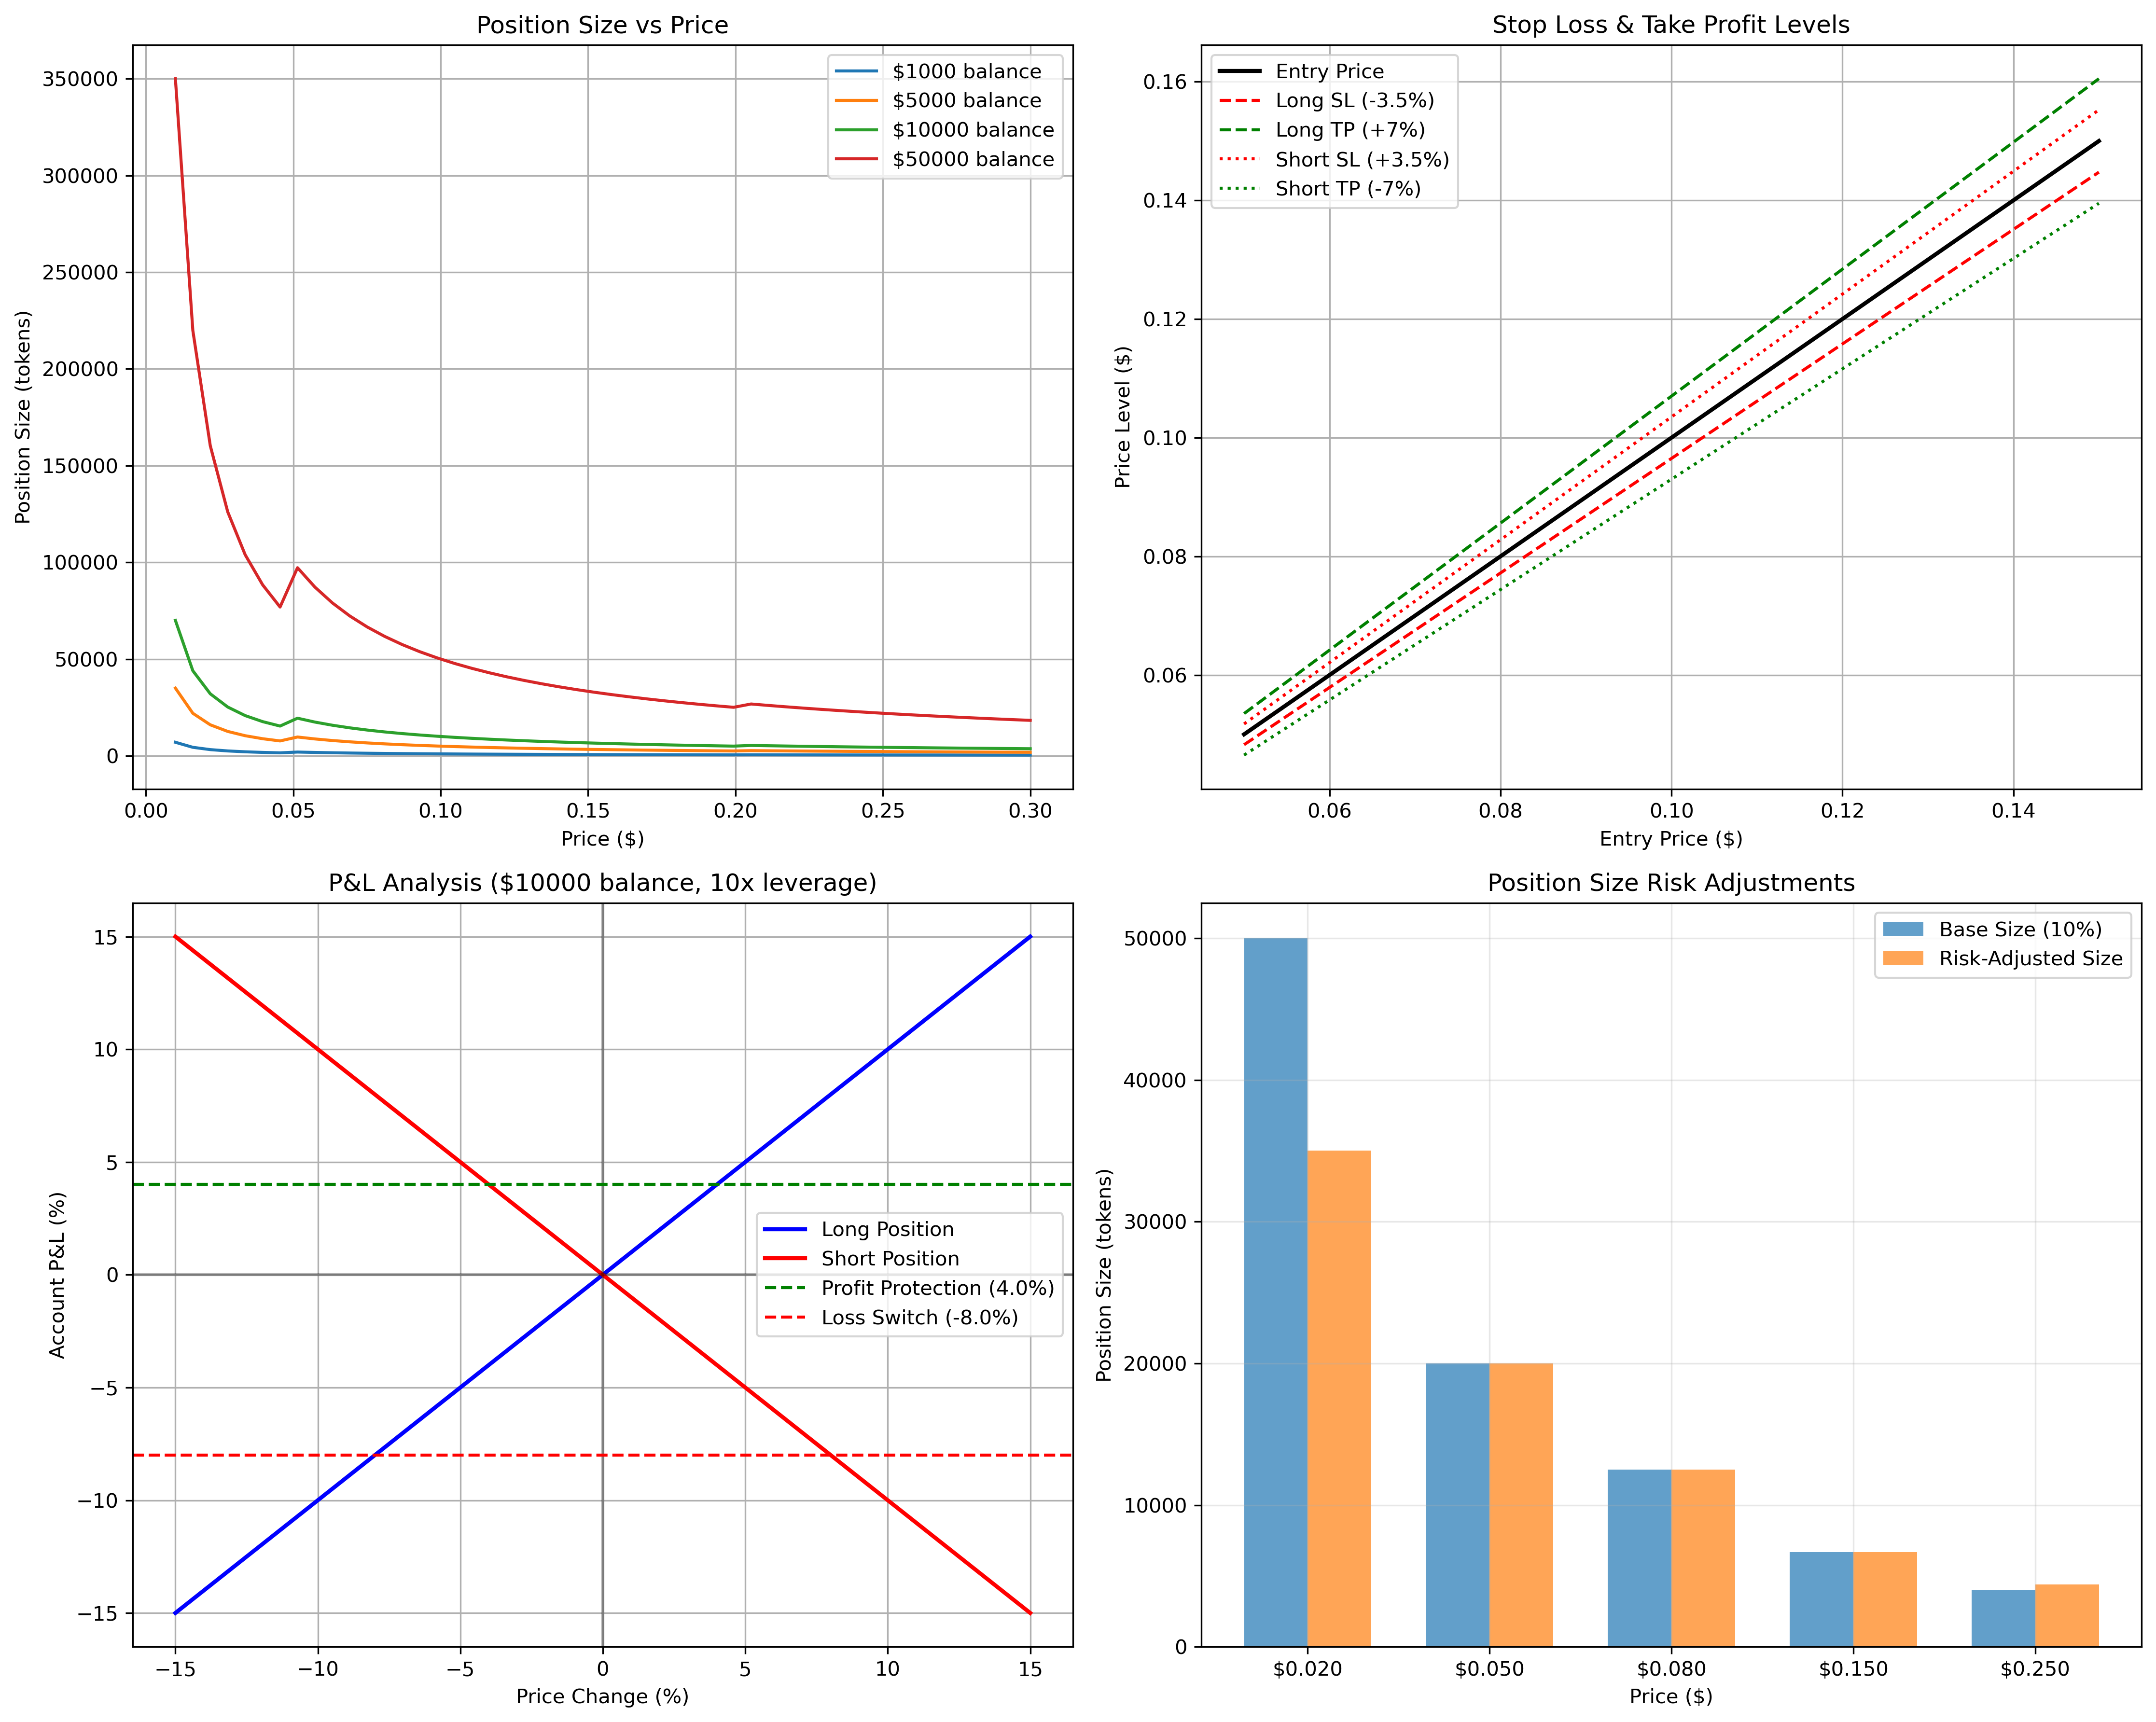 Position Size vs Price
Position Size (tokens)
350000
300000
250000
200000
150000
100000
50000
0
$1000 balance
$5000 balance
$10000 balance
$50000 balance
0.00 0.05 0.10 0.15 0.20 0.25 0.30
Price ($)
Stop Loss & Take Profit Levels
Price Level ($)
0.16
0.14
0.12
0.10
0.08
0.06
Entry Price
Long SL (-3.5%)
Long TP (+7%)
Short SL (+3.5%)
Short TP (-7%)
0.06 0.08 0.10 0.12 0.14
Entry Price ($)
P&L Analysis ($10000 balance, 10x leverage)
Account P&L (%)
15
10
5
0
−5
−10
−15
Long Position
Short Position
Profit Protection (4.0%)
Loss Switch (-8.0%)
−15 −10 −5 0 5 10 15
Price Change (%)
Position Size Risk Adjustments
Position Size (tokens)
50000
40000
30000
20000
10000
0
Base Size (10%)
Risk-Adjusted Size
$0.020 $0.050 $0.080 $0.150 $0.250
Price ($)